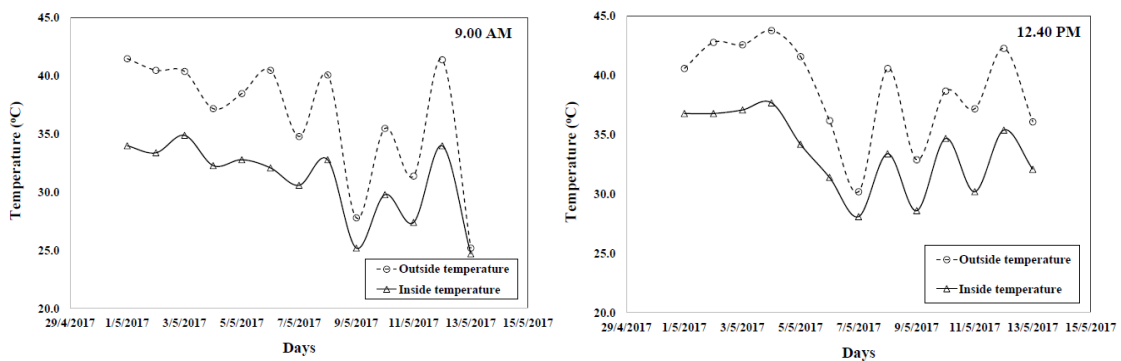 45.0
9.00 AM
40.0
35.0
30.0
25.0
20.0
Temperature (°C)
Outside temperature
Inside temperature
29/4/2017 1/5/2017 3/5/2017 5/5/2017 7/5/2017 9/5/2017 11/5/2017 13/5/2017 15/5/2017
Days
45.0
12.40 PM
40.0
35.0
30.0
25.0
20.0
Temperature (°C)
Outside temperature
Inside temperature
29/4/2017 1/5/2017 3/5/2017 5/5/2017 7/5/2017 9/5/2017 11/5/2017 13/5/2017 15/5/2017
Days